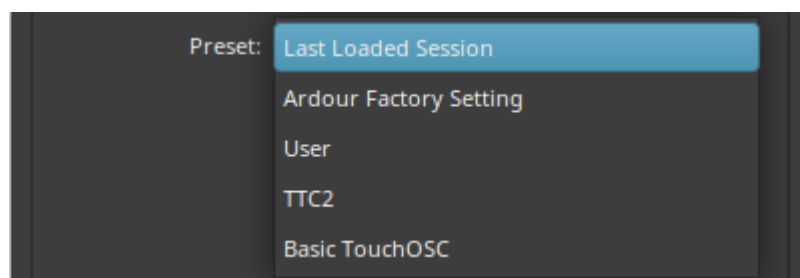 Preset: Last Loaded Session
Ardour Factory Setting
User
TTC2
Basic TouchOSC